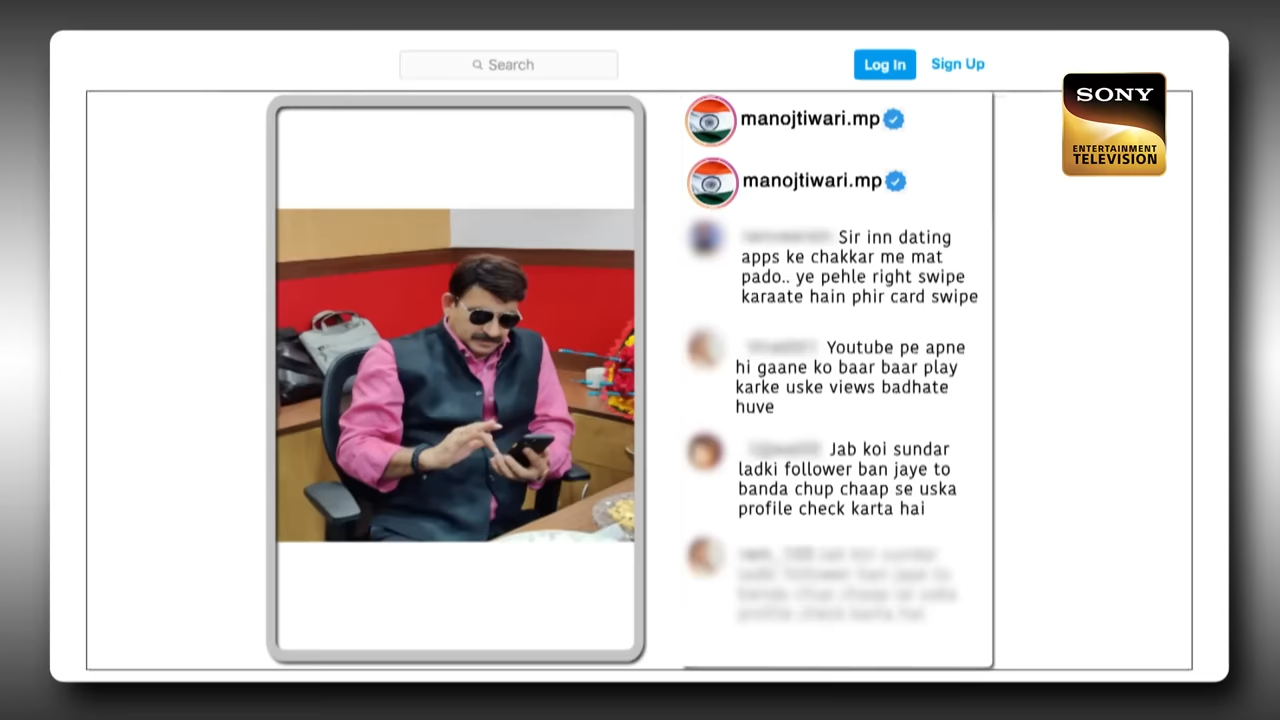 Search
Log In
Sign Up
SONY
ENTERTAINMENT
TELEVISION
manojtiwari.mp
manojtiwari.mp
Sir inn dating
apps ke chakkar me mat
pado.. ye pehle right swipe
karaate hain phir card swipe
Youtube pe apne
hi gaane ko baar baar play
karke uske views badhate
huve
Jab koi sundar
ladki follower ban jaye to
banda chup chaap se uska
profile check karta hai